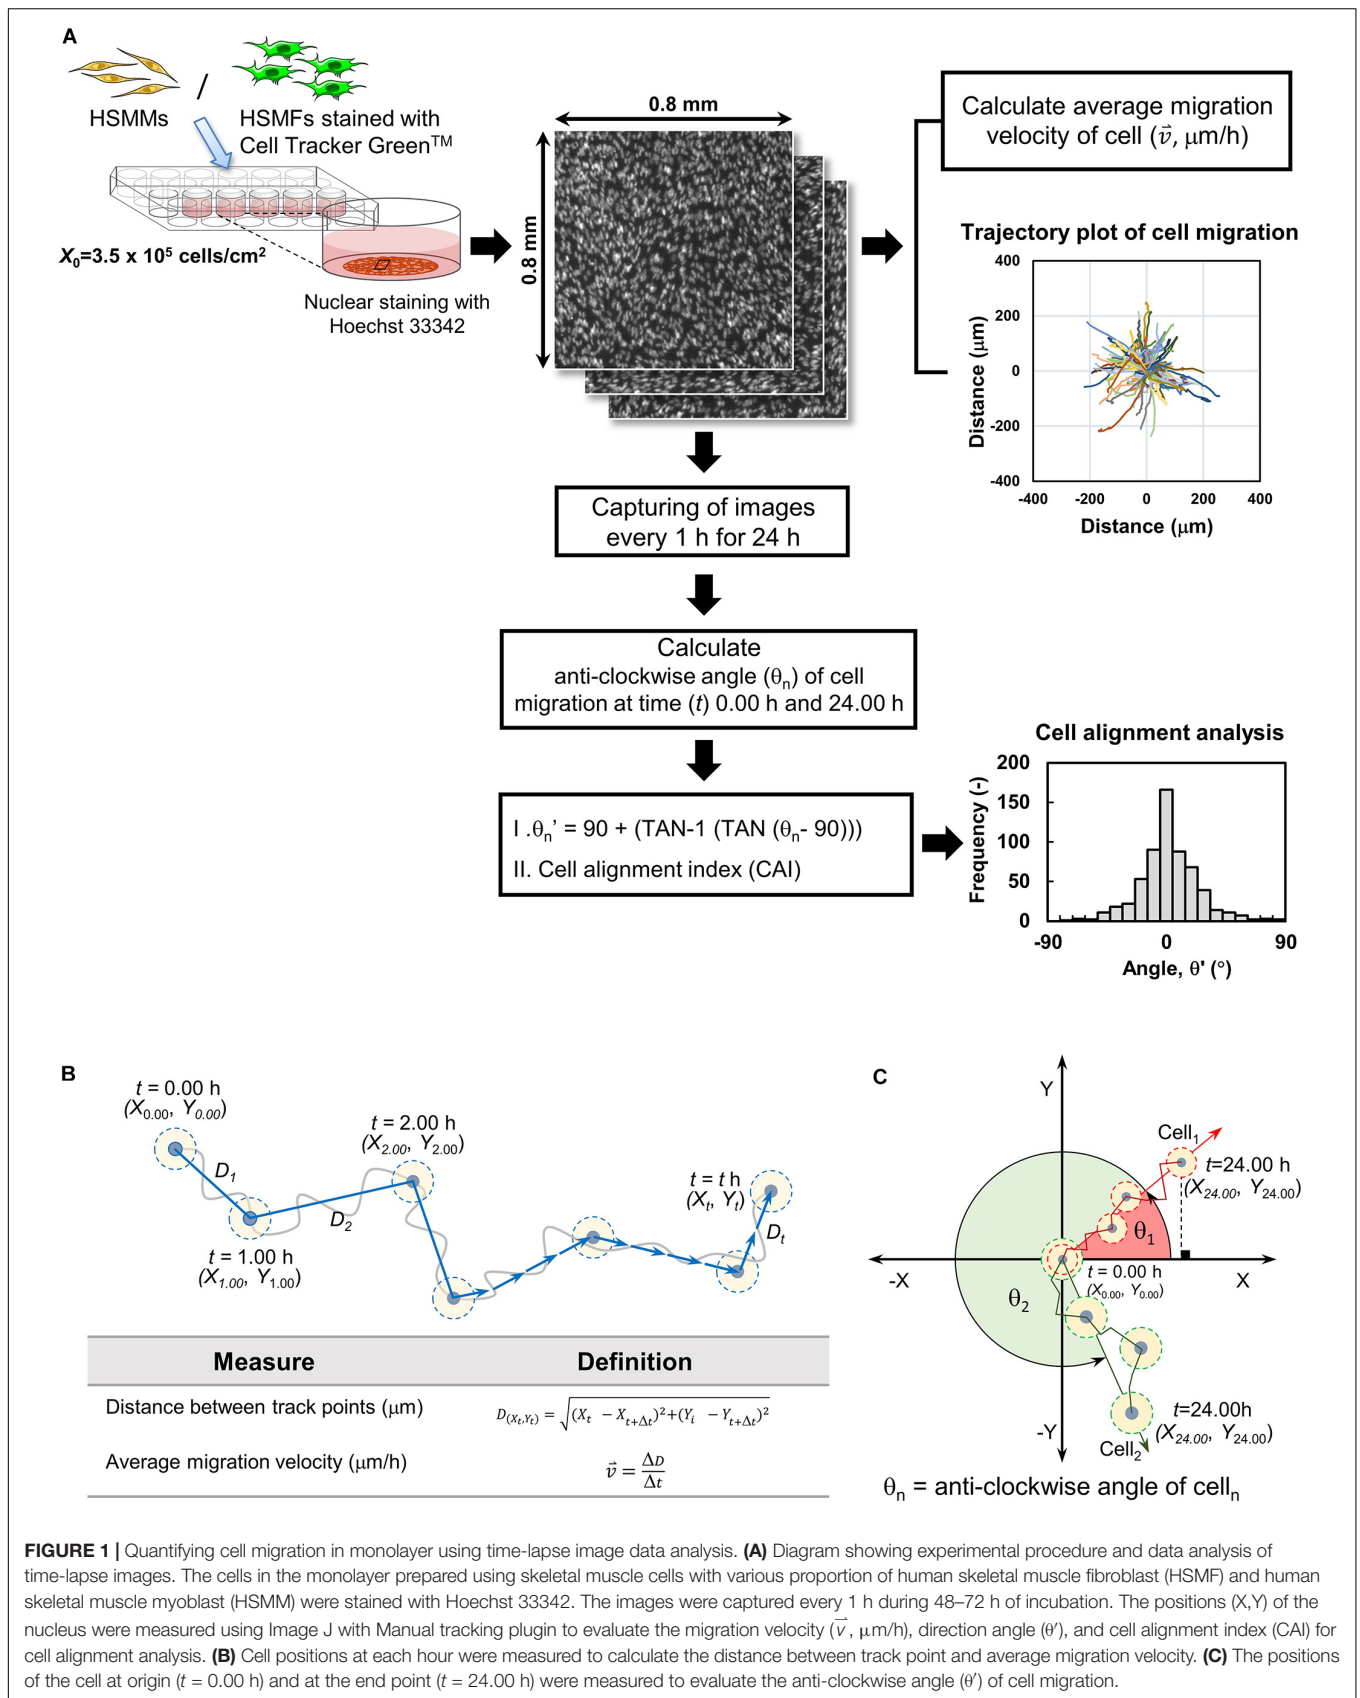 A
HSMMs
/
HSMFs stained with
Cell Tracker Green™
X₀=3.5 x 10⁵ cells/cm²
Nuclear staining with
Hoechst 33342
0.8 mm
0.8 mm
Calculate average migration
velocity of cell (v⃗, μm/h)
Trajectory plot of cell migration
Distance (μm)
400
200
0
-200
-400
-400 -200 0 200 400
Distance (μm)
Capturing of images
every 1 h for 24 h
Calculate
anti-clockwise angle (θₙ) of cell
migration at time (t) 0.00 h and 24.00 h
I .θₙ’ = 90 + (TAN-1 (TAN (θₙ- 90)))
II. Cell alignment index (CAI)
Cell alignment analysis
Frequency (-)
200
150
100
50
0
-90 0 90
Angle, θ' (°)
B
t = 0.00 h
(X0.00, Y0.00)
D₁
t = 1.00 h
(X1.00, Y1.00)
D₂
t = 2.00 h
(X2.00, Y2.00)
t = t h
(Xt, Yt)
Dt
Measure Definition
Distance between track points (μm) D(Xt,Yt) = √(Xt - Xt+Δt)²+(Yi - Yt+Δt)²
Average migration velocity (μm/h) v⃗ = ΔD/Δt
C
Y
Cell₁
t=24.00 h
(X24.00, Y24.00)
θ₁
-X
X
t = 0.00 h
(X0.00, Y0.00)
θ₂
-Y
t=24.00h
(X24.00, Y24.00)
Cell₂
θₙ = anti-clockwise angle of cellₙ
FIGURE 1 | Quantifying cell migration in monolayer using time-lapse image data analysis. (A) Diagram showing experimental procedure and data analysis of
time-lapse images. The cells in the monolayer prepared using skeletal muscle cells with various proportion of human skeletal muscle fibroblast (HSMF) and human
skeletal muscle myoblast (HSMM) were stained with Hoechst 33342. The images were captured every 1 h during 48–72 h of incubation. The positions (X,Y) of the
nucleus were measured using Image J with Manual tracking plugin to evaluate the migration velocity (v⃗, μm/h), direction angle (θ′), and cell alignment index (CAI) for
cell alignment analysis. (B) Cell positions at each hour were measured to calculate the distance between track point and average migration velocity. (C) The positions
of the cell at origin (t = 0.00 h) and at the end point (t = 24.00 h) were measured to evaluate the anti-clockwise angle (θ′) of cell migration.